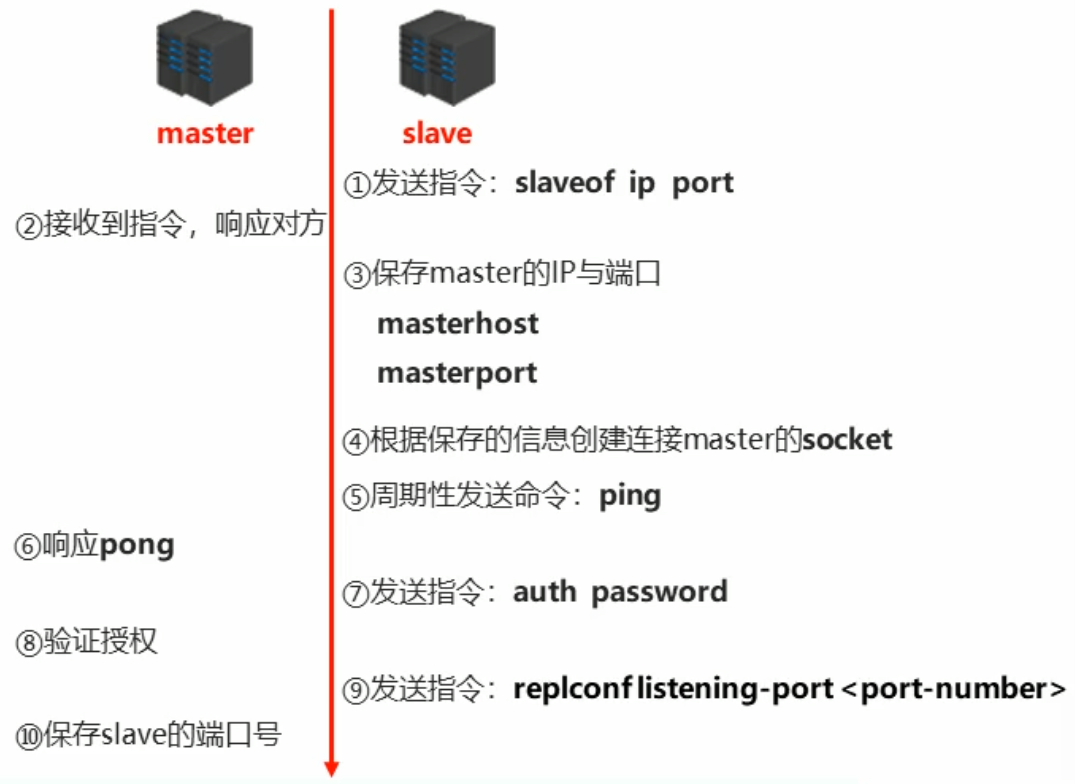 master
slave
①发送指令：slaveof ip port
②接收到指令，响应对方
③保存master的IP与端口
masterhost
masterport
④根据保存的信息创建连接master的socket
⑤周期性发送命令：ping
⑥响应pong
⑦发送指令：auth password
⑧验证授权
⑨发送指令：replconf listening-port <port-number>
⑩保存slave的端口号